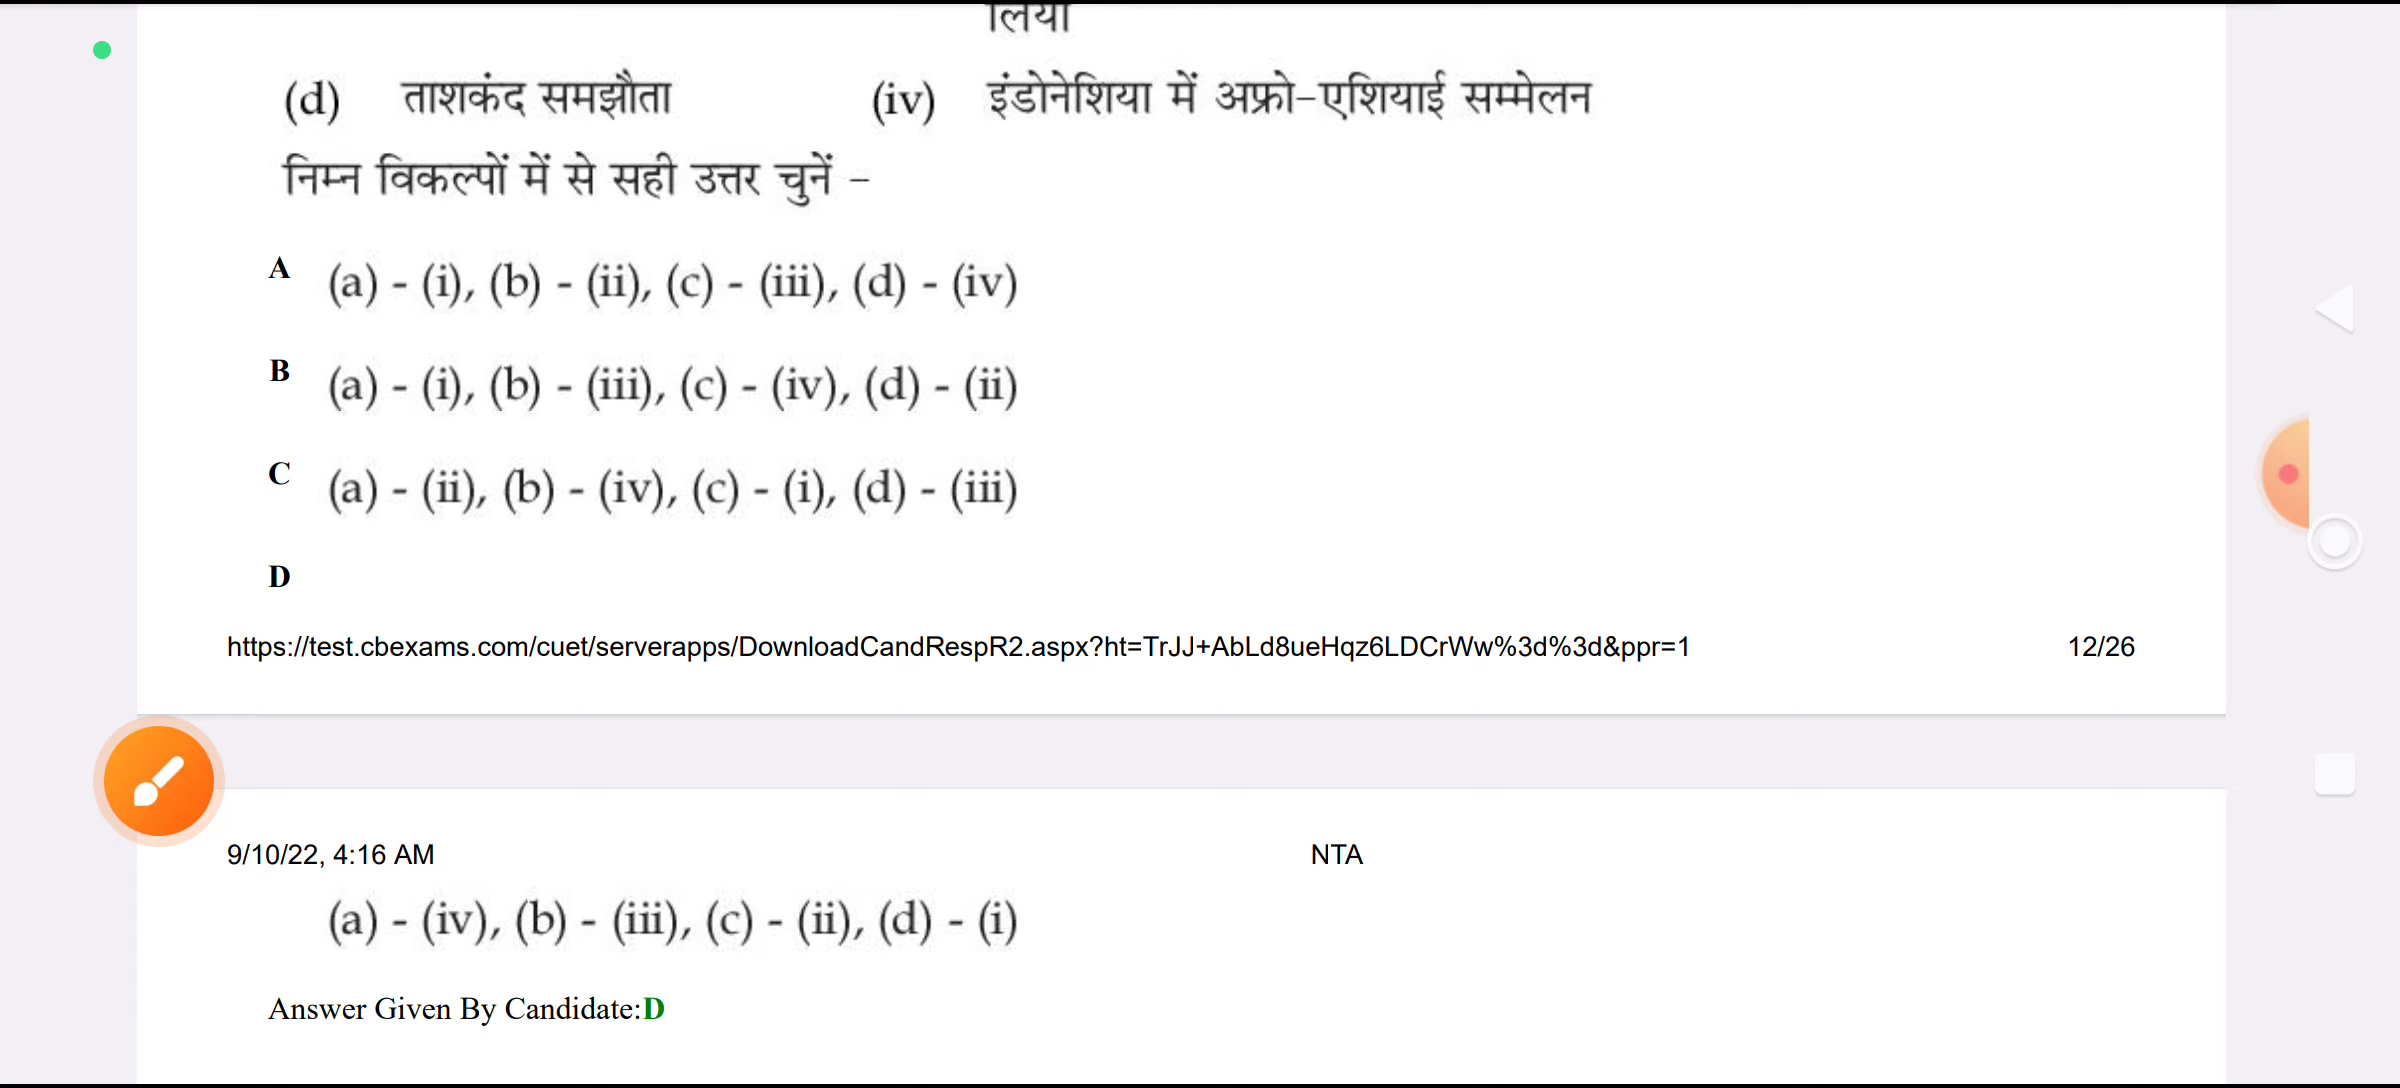 लिया
(d) ताशकंद समझौता (iv) इंडोनेशिया में अफ्रो-एशियाई सम्मेलन
निम्न विकल्पों में से सही उत्तर चुनें -
A (a) - (i), (b) - (ii), (c) - (iii), (d) - (iv)
B (a) - (i), (b) - (iii), (c) - (iv), (d) - (ii)
C (a) - (ii), (b) - (iv), (c) - (i), (d) - (iii)
D
https://test.cbexams.com/cuet/serverapps/DownloadCandRespR2.aspx?ht=TrJJ+AbLd8ueHqz6LDCrWw%3d%3d&ppr=1 12/26
9/10/22, 4:16 AM NTA
(a) - (iv), (b) - (iii), (c) - (ii), (d) - (i)
Answer Given By Candidate:D